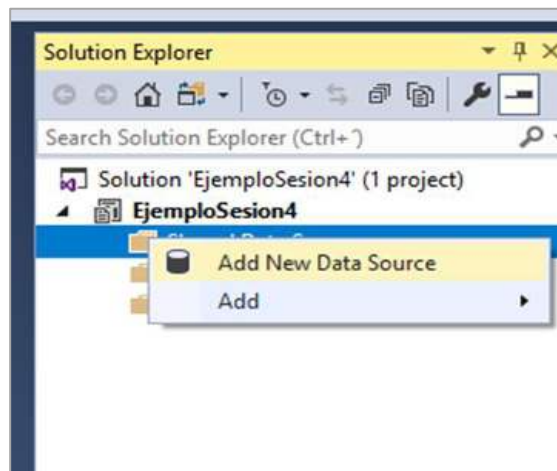 Solution Explorer
Search Solution Explorer (Ctrl+´)
Solution 'EjemploSesion4' (1 project)
EjemploSesion4
Add New Data Source
Add